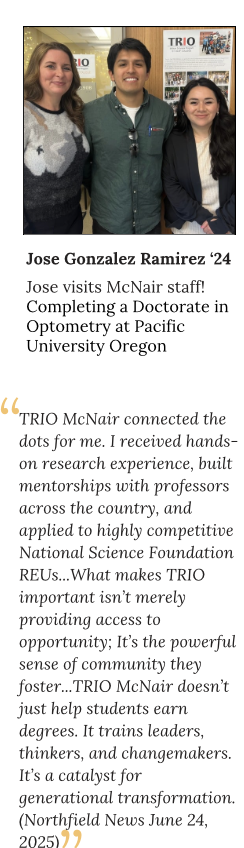 TRIO
TRIO
Jose Gonzalez Ramirez ‘24
Jose visits McNair staff!
Completing a Doctorate in
Optometry at Pacific
University Oregon
“
TRIO McNair connected the
dots for me. I received hands-
on research experience, built
mentorships with professors
across the country, and
applied to highly competitive
National Science Foundation
REUs...What makes TRIO
important isn’t merely
providing access to
opportunity; It’s the powerful
sense of community they
foster...TRIO McNair doesn’t
just help students earn
degrees. It trains leaders,
thinkers, and changemakers.
It’s a catalyst for
generational transformation.
(Northfield News June 24,
2025)”